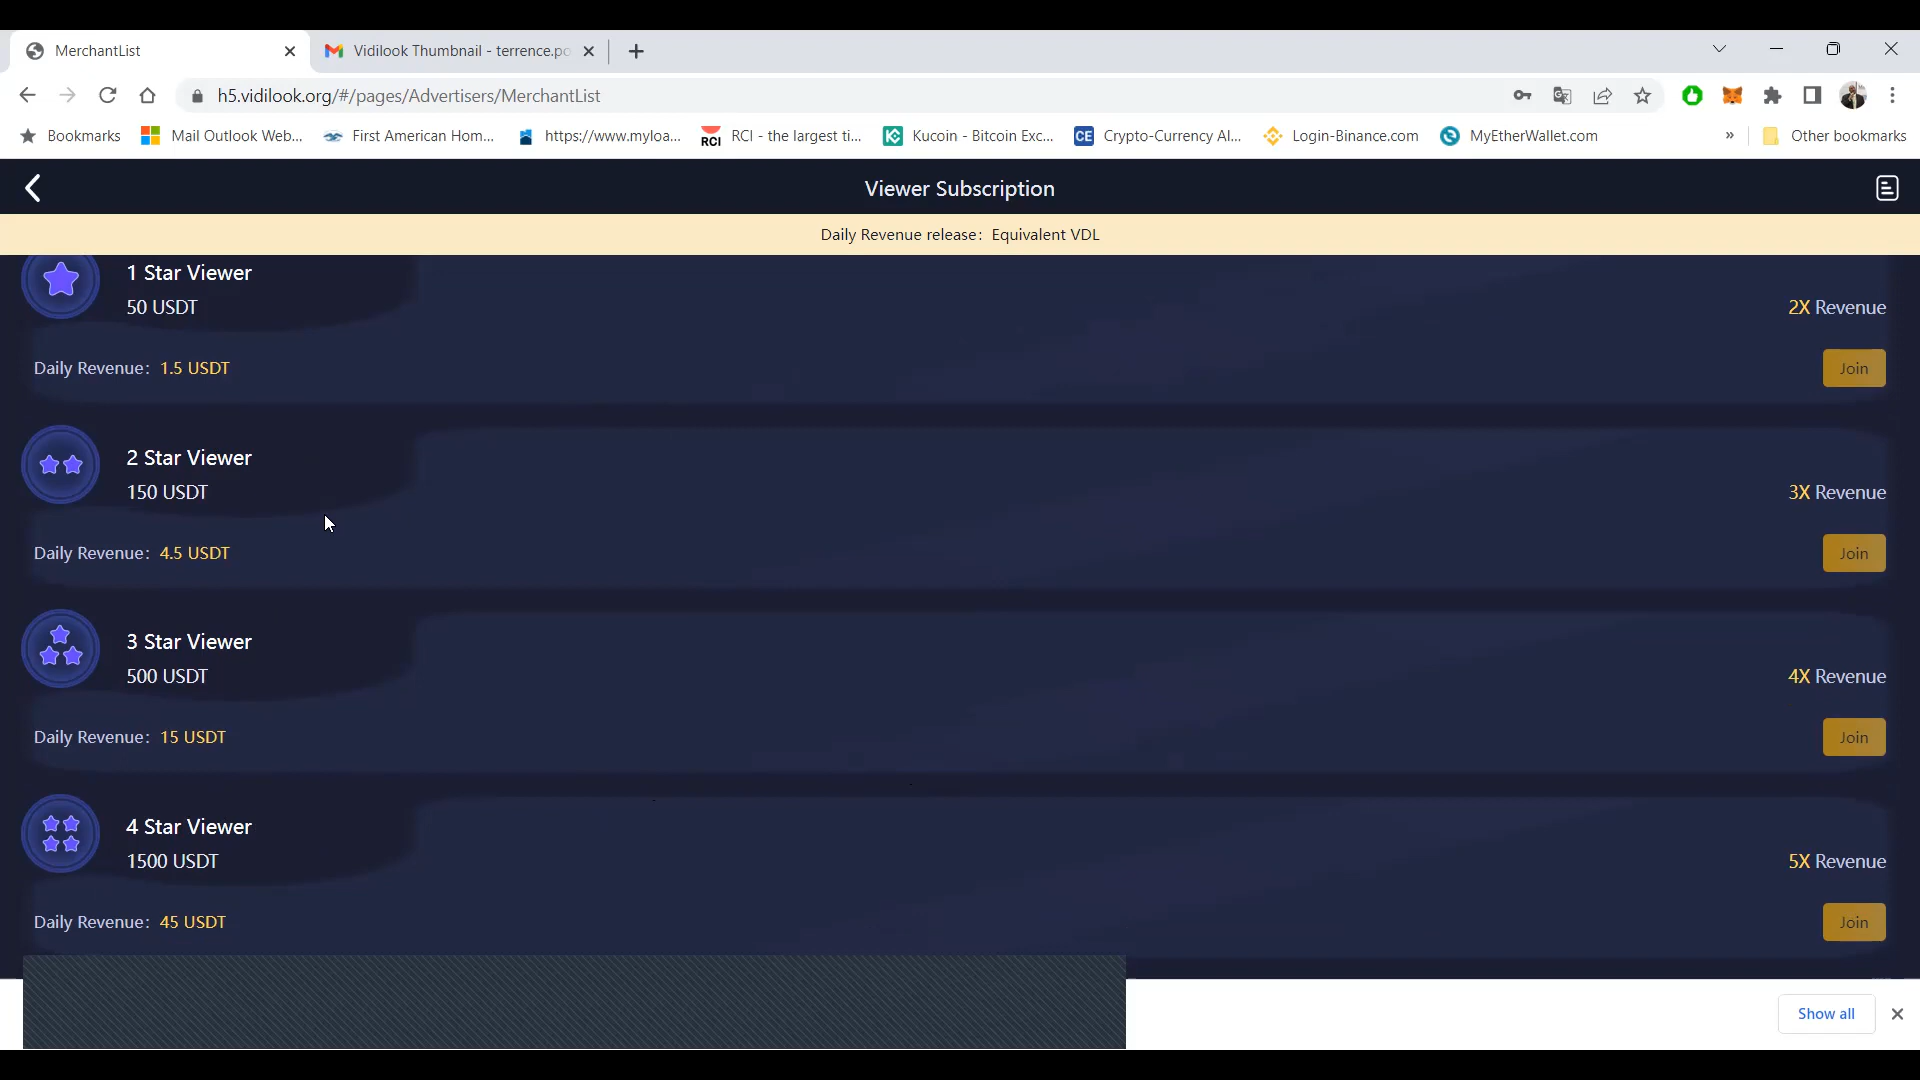 MerchantList
Vidilook Thumbnail - terrence.po
h5.vidilook.org/#/pages/Advertisers/MerchantList
Bookmarks
Mail Outlook Web...
First American Hom...
https://www.myloa...
RCI
RCI - the largest ti...
Kucoin - Bitcoin Exc...
CE
Crypto-Currency Al...
Login-Binance.com
MyEtherWallet.com
»
Other bookmarks
Viewer Subscription
Daily Revenue release: Equivalent VDL
1 Star Viewer
50 USDT
2X Revenue
Daily Revenue: 1.5 USDT
Join
2 Star Viewer
150 USDT
3X Revenue
Daily Revenue: 4.5 USDT
Join
3 Star Viewer
500 USDT
4X Revenue
Daily Revenue: 15 USDT
Join
4 Star Viewer
1500 USDT
5X Revenue
Daily Revenue: 45 USDT
Join
Show all